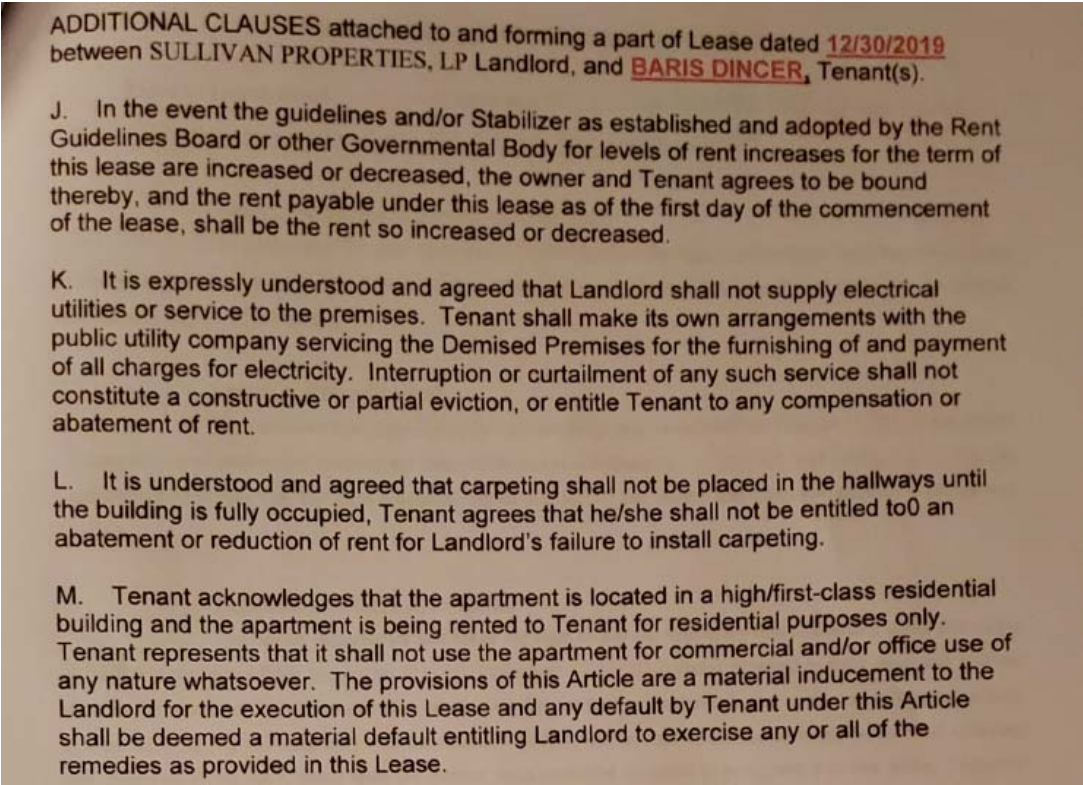 ADDITIONAL CLAUSES attached to and forming a part of Lease dated 12/30/2019
between SULLIVAN PROPERTIES, LP Landlord, and BARIS DINCER, Tenant(s).
J. In the event the guidelines and/or Stabilizer as established and adopted by the Rent
Guidelines Board or other Governmental Body for levels of rent increases for the term of
this lease are increased or decreased, the owner and Tenant agrees to be bound
thereby, and the rent payable under this lease as of the first day of the commencement
of the lease, shall be the rent so increased or decreased.
K. It is expressly understood and agreed that Landlord shall not supply electrical
utilities or service to the premises. Tenant shall make its own arrangements with the
public utility company servicing the Demised Premises for the furnishing of and payment
of all charges for electricity. Interruption or curtailment of any such service shall not
constitute a constructive or partial eviction, or entitle Tenant to any compensation or
abatement of rent.
L. It is understood and agreed that carpeting shall not be placed in the hallways until
the building is fully occupied, Tenant agrees that he/she shall not be entitled to0 an
abatement or reduction of rent for Landlord's failure to install carpeting.
M. Tenant acknowledges that the apartment is located in a high/first-class residential
building and the apartment is being rented to Tenant for residential purposes only.
Tenant represents that it shall not use the apartment for commercial and/or office use of
any nature whatsoever. The provisions of this Article are a material inducement to the
Landlord for the execution of this Lease and any default by Tenant under this Article
shall be deemed a material default entitling Landlord to exercise any or all of the
remedies as provided in this Lease.